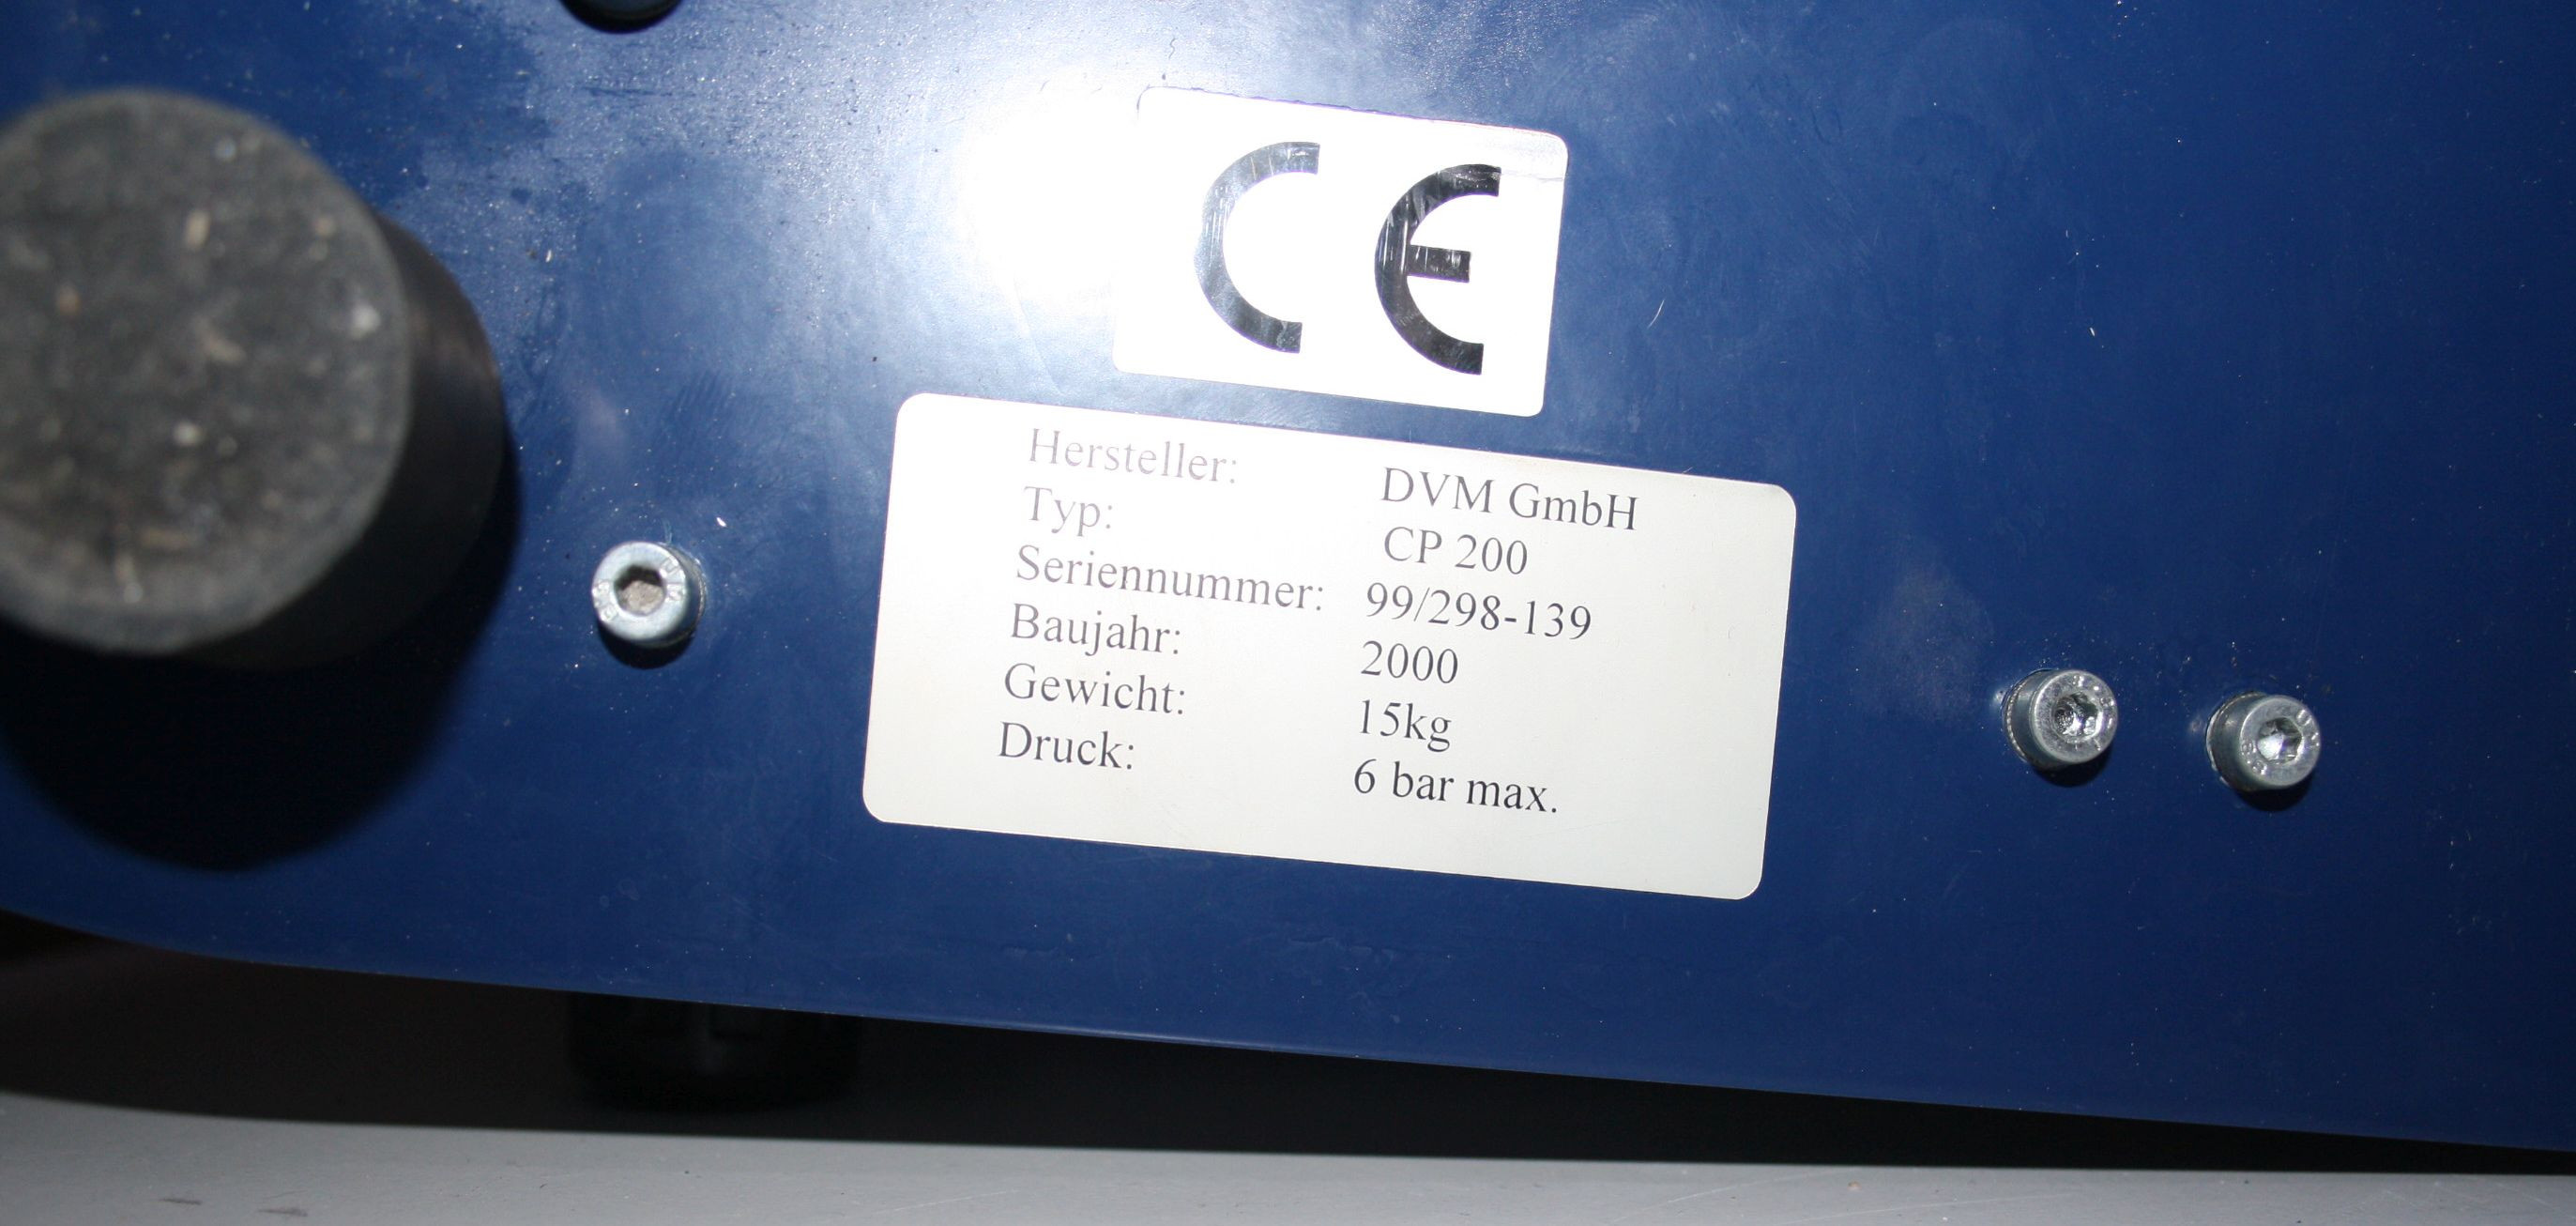 CE
Hersteller: DVM GmbH
Typ: CP 200
Seriennummer: 99/298-139
Baujahr: 2000
Gewicht: 15kg
Druck: 6 bar max.